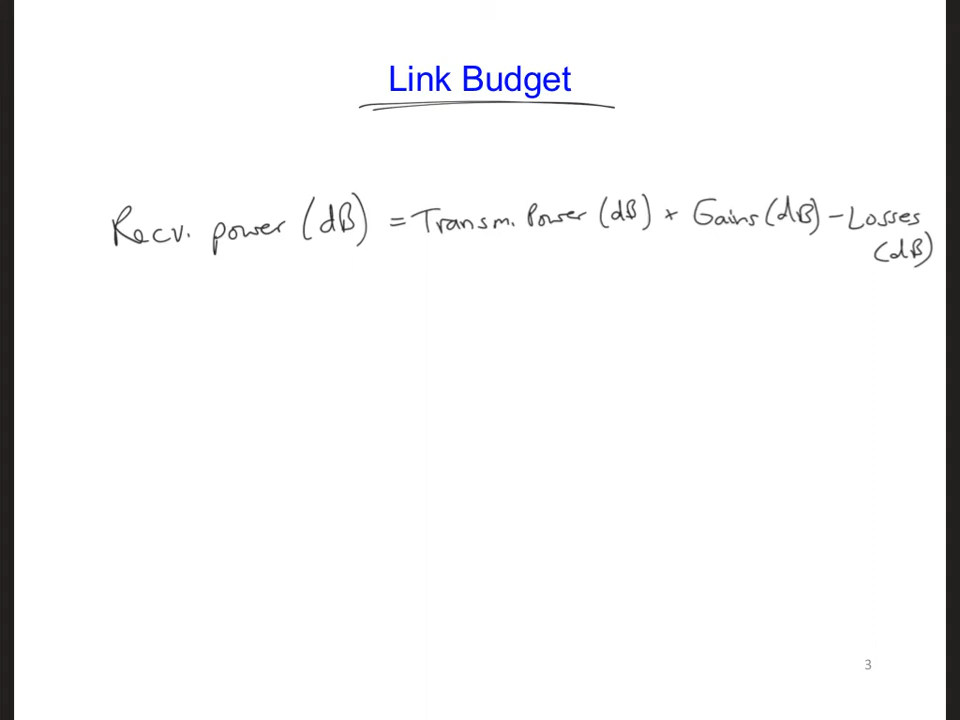 Link Budget
Recv. power (dB) = Transm. Power (dB) + Gains (dB) - Losses
(dB)
3